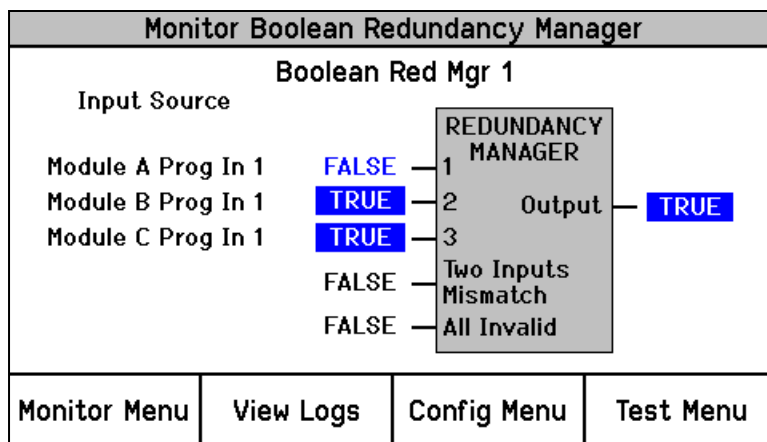 Monitor Boolean Redundancy Manager
Boolean Red Mgr 1
Input Source
REDUNDANCY
MANAGER
Module A Prog In 1 FALSE 1
Module B Prog In 1 TRUE 2 Output TRUE
Module C Prog In 1 TRUE 3
FALSE Two Inputs
Mismatch
FALSE All Invalid
Monitor Menu View Logs Config Menu Test Menu